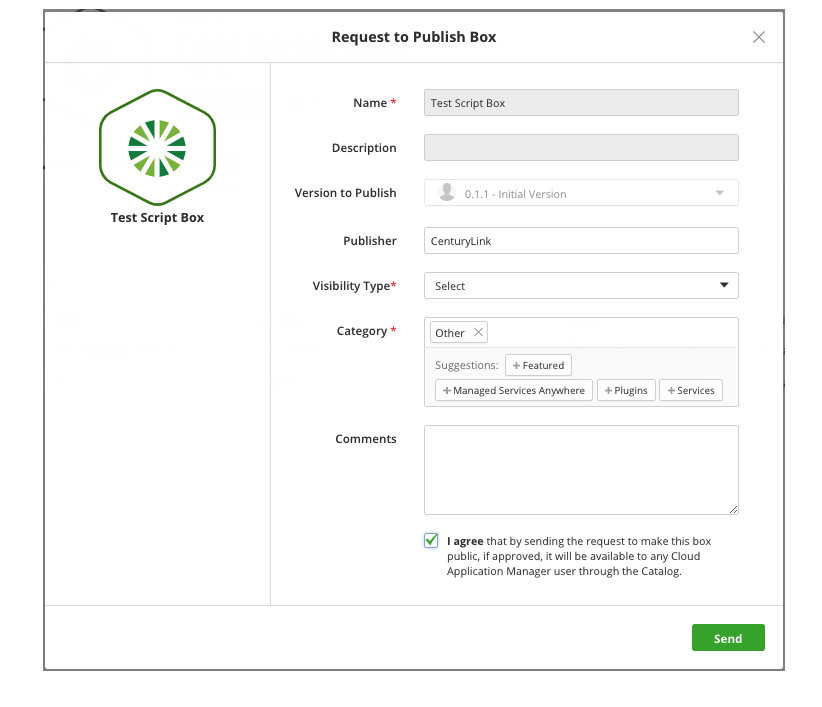 Request to Publish Box
Test Script Box
Name *
Test Script Box
Description
Version to Publish
0.1.1 - Initial Version
Publisher
CenturyLink
Visibility Type*
Select
Category *
Other
Suggestions:
+ Featured
+ Managed Services Anywhere
+ Plugins
+ Services
Comments
I agree that by sending the request to make this box
public, if approved, it will be available to any Cloud
Application Manager user through the Catalog.
Send